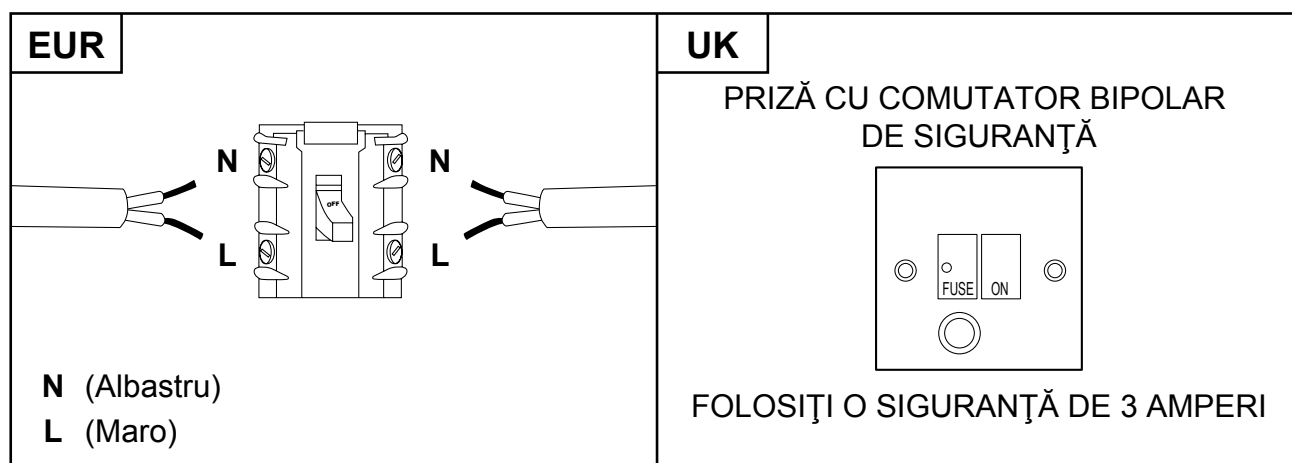 EUR
N
N
OFF
L
L
N (Albastru)
L (Maro)
UK
PRIZĂ CU COMUTATOR BIPOLAR
DE SIGURANŢĂ
FUSE ON
FOLOSIŢI O SIGURANŢĂ DE 3 AMPERI